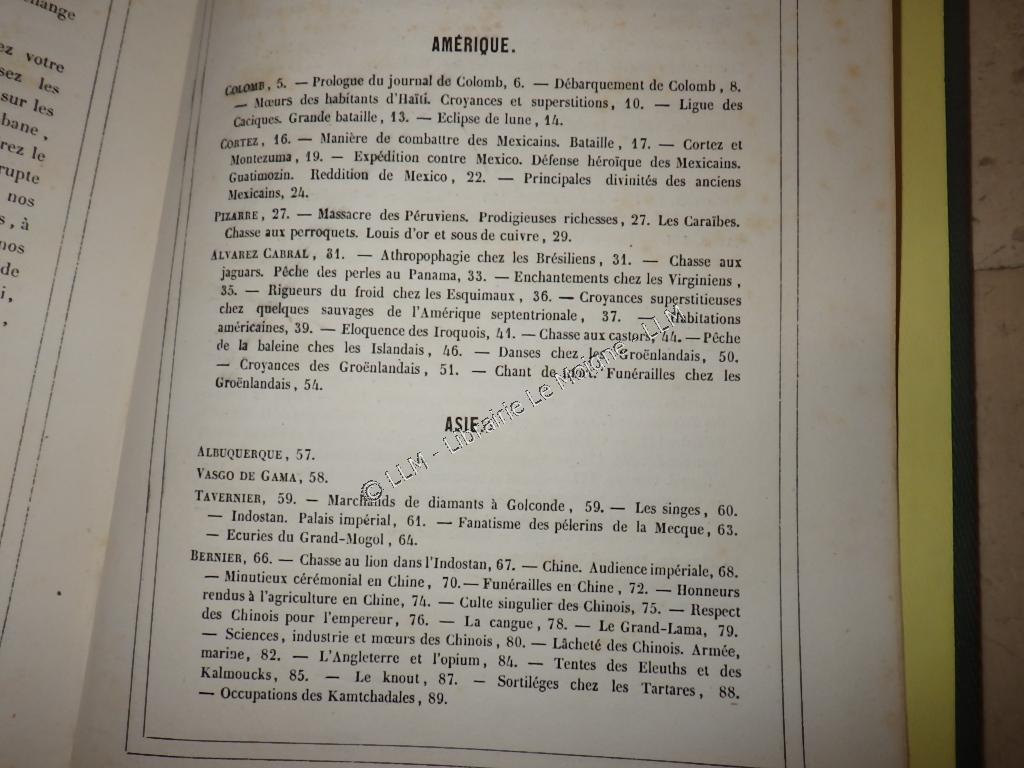 change
ez votre
sez les
sur les
bane,
rez le
rupte
nos
s, à
nos
de
i,
,
AMÉRIQUE.
COLOMB, 5. — Prologue du journal de Colomb, 6. — Débarquement de Colomb, 8.
— Mœurs des habitants d'Haïti. Croyances et superstitions, 10. — Ligue des
Caciques. Grande bataille, 13. — Eclipse de lune, 14.
CORTEZ, 16. — Manière de combattre des Mexicains. Bataille, 17. — Cortez et
Montezuma, 19. — Expédition contre Mexico. Défense héroïque des Mexicains.
Guatimozin. Reddition de Mexico, 22. — Principales divinités des anciens
Mexicains, 24.
PIZARRE, 27. — Massacre des Péruviens. Prodigieuses richesses, 27. Les Caraïbes.
Chasse aux perroquets. Louis d'or et sous de cuivre, 29.
ALVAREZ CABRAL, 31. — Athropophagie chez les Brésiliens, 31. — Chasse aux
jaguars. Pêche des perles au Panama, 33. — Enchantements chez les Virginiens,
35. — Rigueurs du froid chez les Esquimaux, 36. — Croyances superstitieuses
chez quelques sauvages de l'Amérique septentrionale, 37. — Habitations
américaines, 39. — Eloquence des Iroquois, 41. — Chasse aux castors, 44. — Pêche
de la baleine ches les Islandais, 46. — Danses chez les Groënlandais, 50.
— Croyances des Groënlandais, 51. — Chant de mort. Funérailles chez les
Groënlandais, 54.
ASIE.
ALBUQUERQUE, 57.
VASGO DE GAMA, 58.
TAVERNIER, 59. — Marchands de diamants à Golconde, 59. — Les singes, 60.
— Indostan. Palais impérial, 61. — Fanatisme des pélerins de la Mecque, 63.
— Ecuries du Grand-Mogol, 64.
BERNIER, 66. — Chasse au lion dans l'Indostan, 67. — Chine. Audience impériale, 68.
— Minutieux cérémonial en Chine, 70. — Funérailles en Chine, 72. — Honneurs
rendus à l'agriculture en Chine, 74. — Culte singulier des Chinois, 75. — Respect
des Chinois pour l'empereur, 76. — La cangue, 78. — Le Grand-Lama, 79.
— Sciences, industrie et mœurs des Chinois, 80. — Lâcheté des Chinois. Armée,
marine, 82. — L'Angleterre et l'opium, 84. — Tentes des Eleuths et des
Kalmoucks, 85. — Le knout, 87. — Sortiléges chez les Tartares, 88.
— Occupations des Kamtchadales, 89.
© LLM - Librairie Le Moigne - LLM